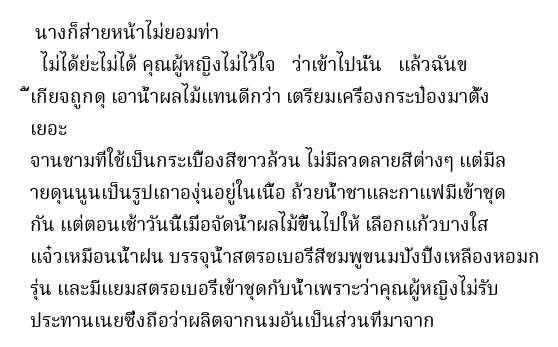 นางก็ส่ายหน้าไม่ยอมท่า
ไม่ได้ย่ะไม่ได้ คุณผู้หญิงไม่ไว้ใจ ว่าเข้าไปนั่น แล้วฉันข
ี้เกียจถูกดุ เอาน้ำผลไม้แทนดีกว่า เตรียมเครื่องกระป๋องมาตั้ง
เยอะ
จานชามที่ใช้เป็นกระเบื้องสีขาวล้วน ไม่มีลวดลายสีต่างๆ แต่มีล
ายดุนนูนเป็นรูปเถาองุ่นอยู่ในเนื้อ ถ้วยน้ำชาและกาแฟมีเข้าชุด
กัน แต่ตอนเช้าวันนี้เมื่อจัดน้ำผลไม้ขึ้นไปให้ เลือกแก้วบางใส
แจ๋วเหมือนน้ำฝน บรรจุน้ำสตรอเบอรี่สีชมพูขนมปังปิ้งเหลืองหอมก
รุ่น และมีแยมสตรอเบอรี่เข้าชุดกับน้ำเพราะว่าคุณผู้หญิงไม่รับ
ประทานเนยซึ่งถือว่าผลิตจากนมอันเป็นส่วนที่มาจาก